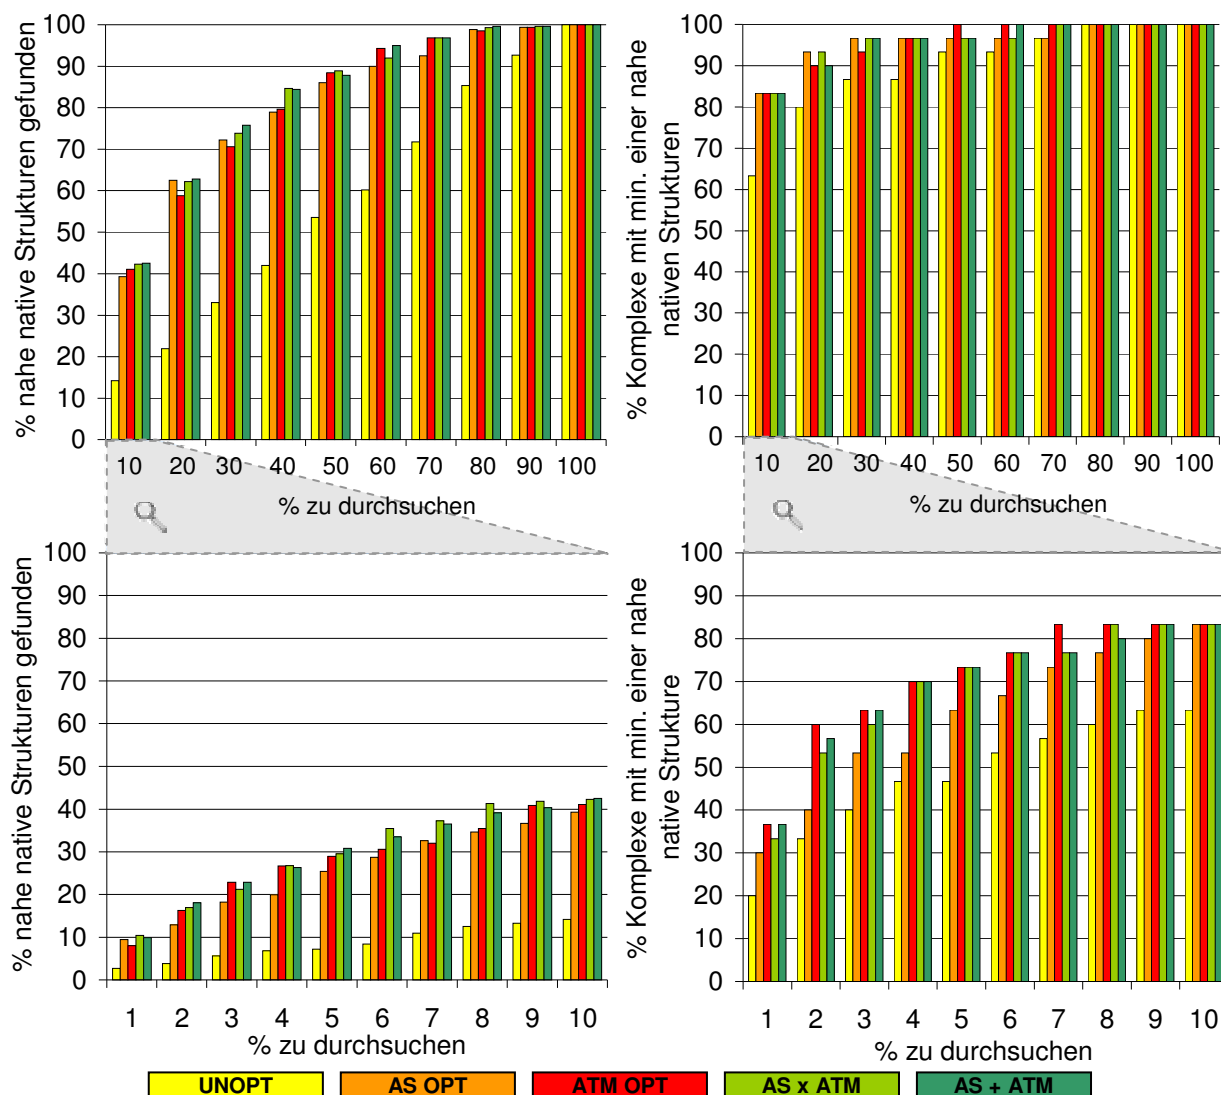 % nahe native Strukturen gefunden
100
90
80
70
60
50
40
30
20
10
0
10 20 30 40 50 60 70 80 90 100
% zu durchsuchen
% Komplexe mit min. einer nahe
nativen Strukturen
100
90
80
70
60
50
40
30
20
10
0
10 20 30 40 50 60 70 80 90 100
% zu durchsuchen
% nahe native Strukturen gefunden
100
90
80
70
60
50
40
30
20
10
0
1 2 3 4 5 6 7 8 9 10
% zu durchsuchen
% Komplexe mit min. einer nahe
native Strukture
100
90
80
70
60
50
40
30
20
10
0
1 2 3 4 5 6 7 8 9 10
% zu durchsuchen
UNOPT AS OPT ATM OPT AS x ATM AS + ATM